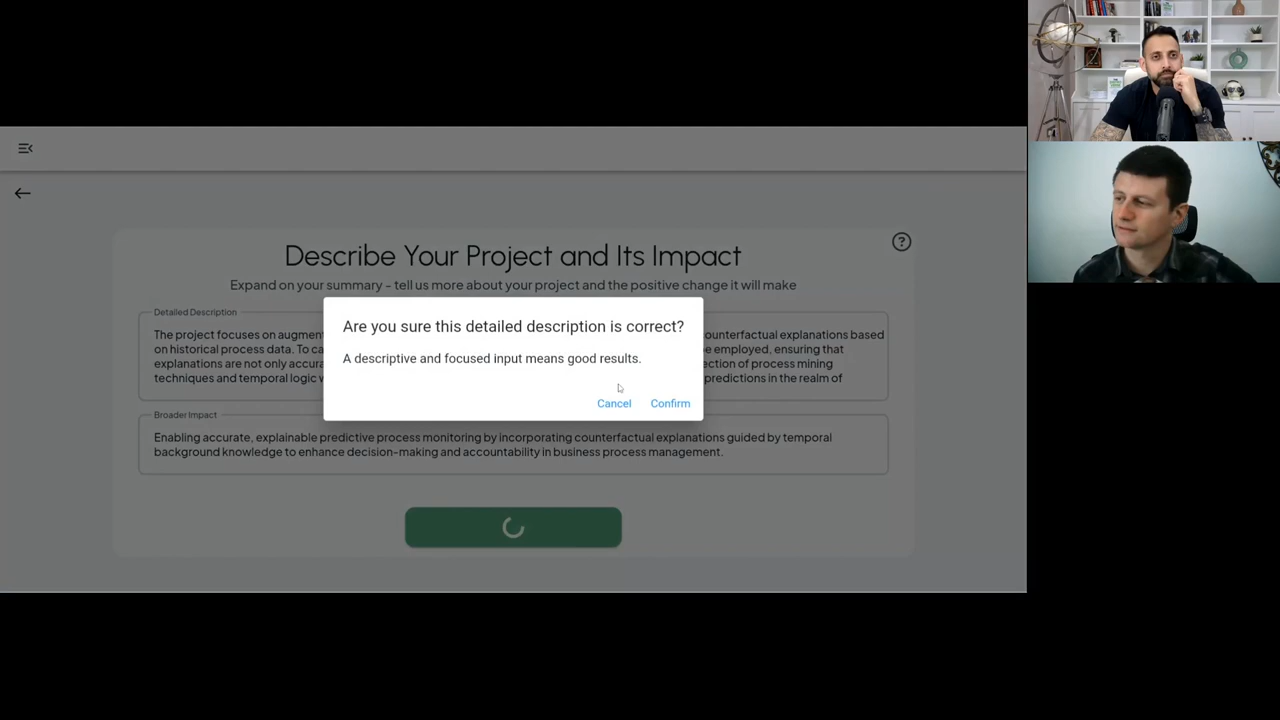 Describe Your Project and Its Impact
Expand on your summary - tell us more about your project and the positive change it will make
Detailed Description
The project focuses on augmen
ounterfactual explanations based
on historical process data. To ca
be employed, ensuring that
explanations are not only accura
ection of process mining
techniques and temporal logic w
predictions in the realm of
Are you sure this detailed description is correct?
A descriptive and focused input means good results.
Cancel Confirm
Broader Impact
Enabling accurate, explainable predictive process monitoring by incorporating counterfactual explanations guided by temporal
background knowledge to enhance decision-making and accountability in business process management.